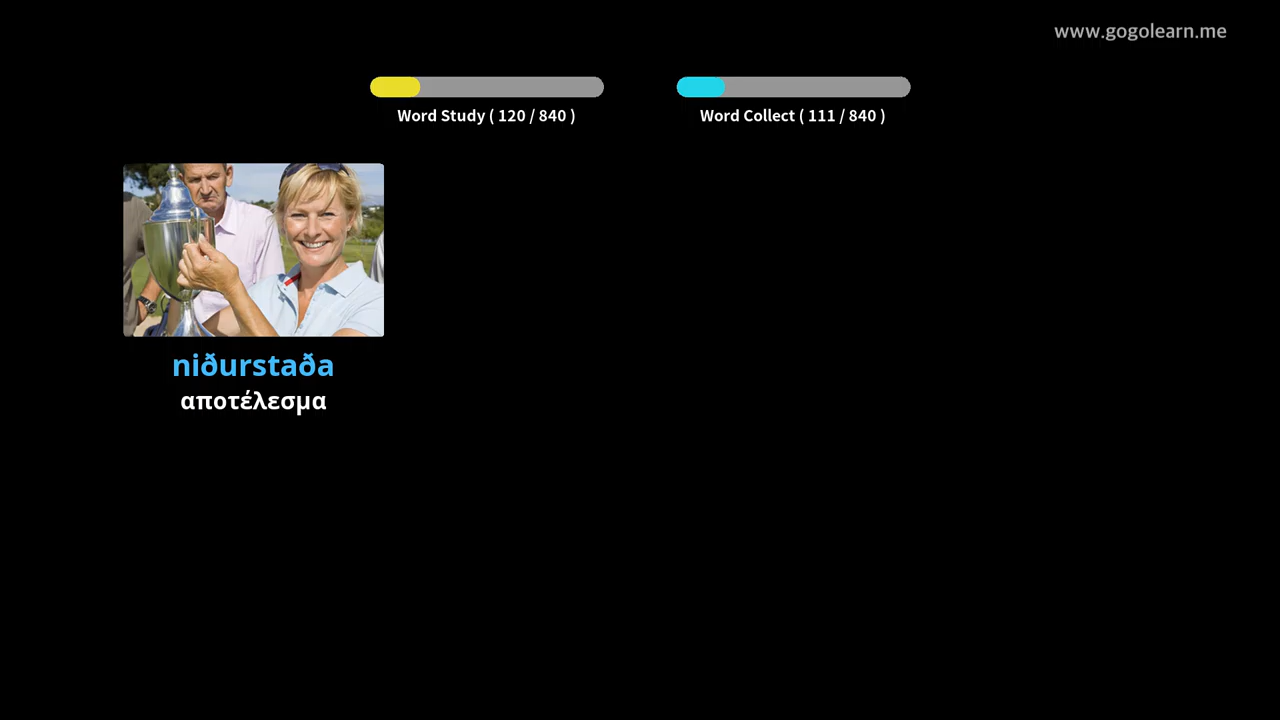 www.gogolearn.me
Word Study ( 120 / 840 )
Word Collect ( 111 / 840 )
niðurstaða
αποτέλεσμα